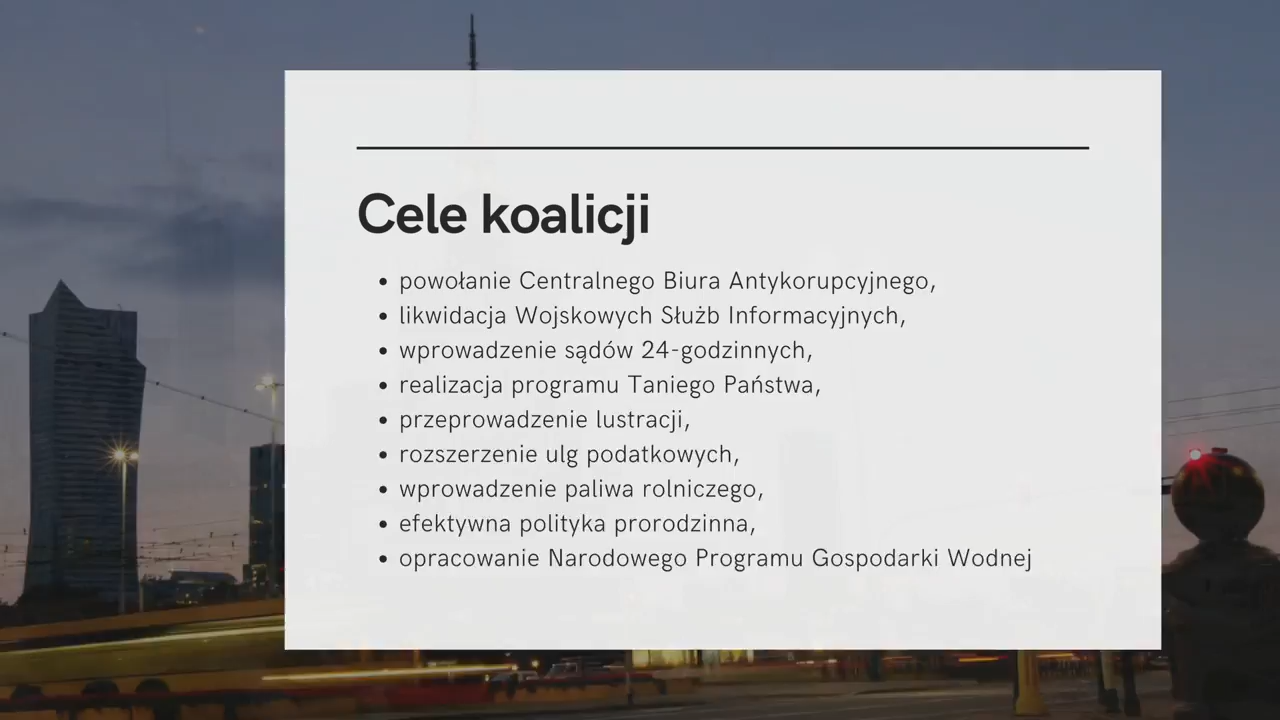 Cele koalicji
• powołanie Centralnego Biura Antykorupcyjnego,
• likwidacja Wojskowych Służb Informacyjnych,
• wprowadzenie sądów 24-godzinnych,
• realizacja programu Taniego Państwa,
• przeprowadzenie lustracji,
• rozszerzenie ulg podatkowych,
• wprowadzenie paliwa rolniczego,
• efektywna polityka prorodzinna,
• opracowanie Narodowego Programu Gospodarki Wodnej